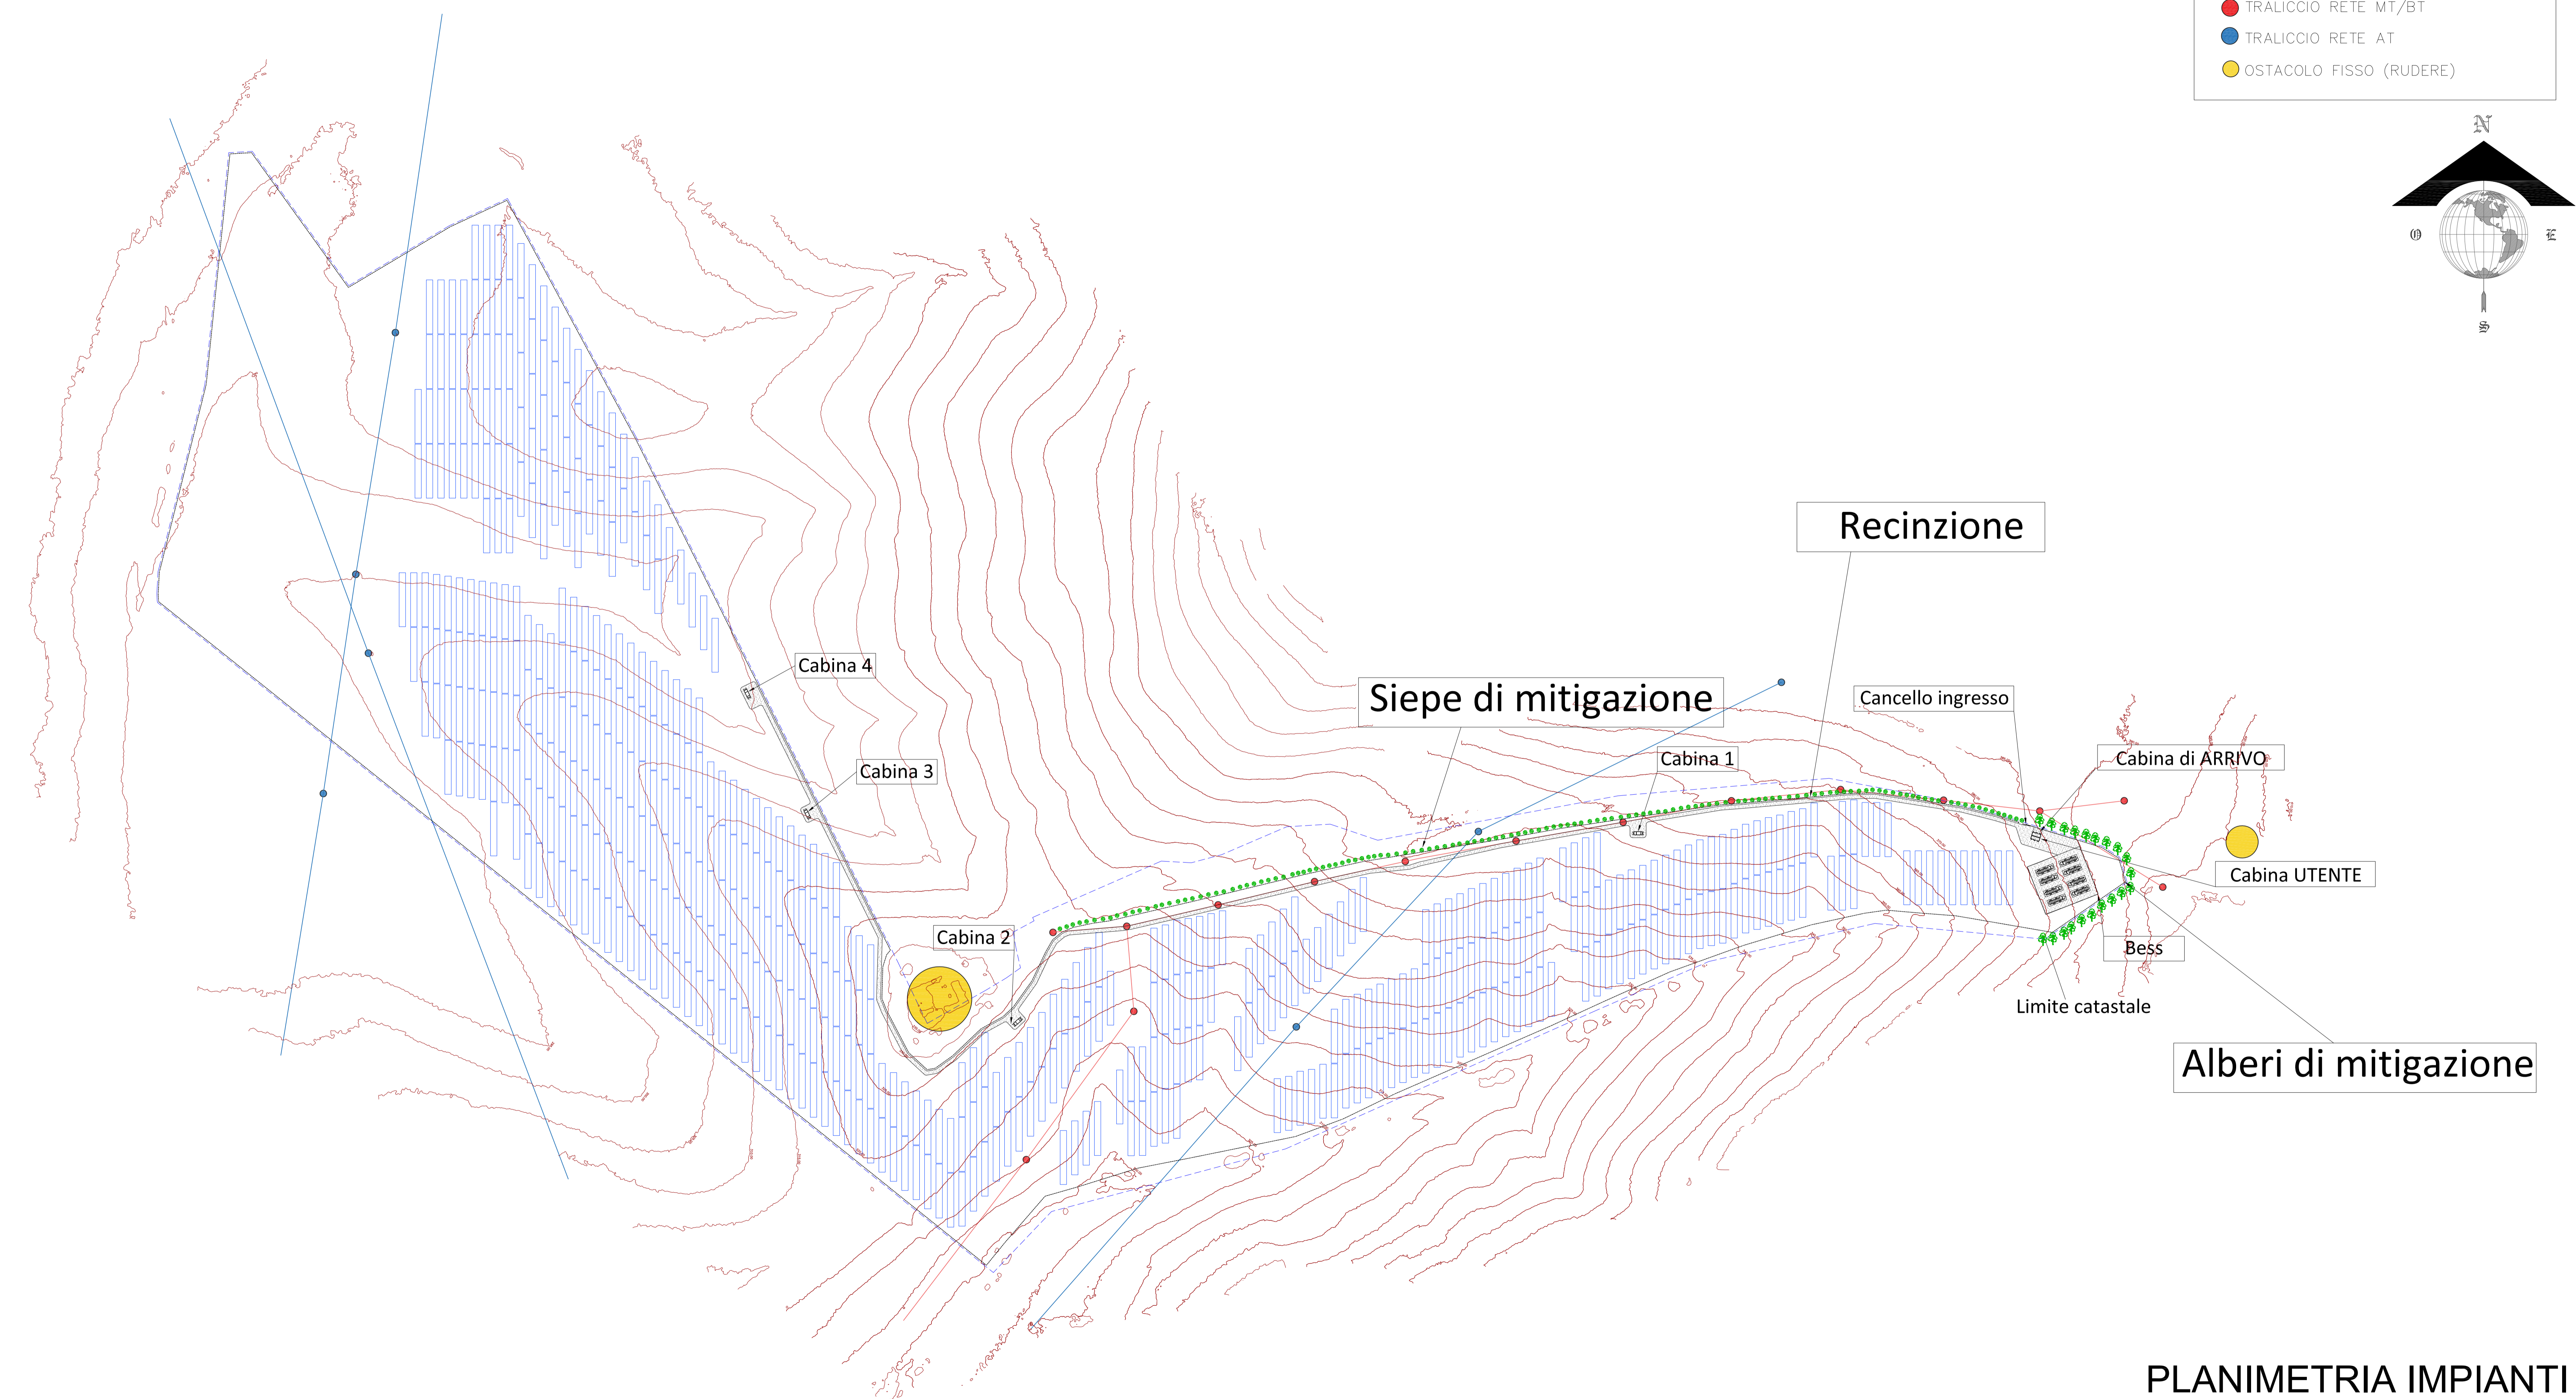 TRALICCIO RETE MT/BT
TRALICCIO RETE AT
OSTACOLO FISSO (RUDERE)
N
O
E
S
Recinzione
Cabina 4
Siepe di mitigazione
Cancello ingresso
Cabina 3
Cabina 1
Cabina di ARRIVO
Cabina UTENTE
Cabina 2
Bess
Limite catastale
Alberi di mitigazione
PLANIMETRIA IMPIANTI